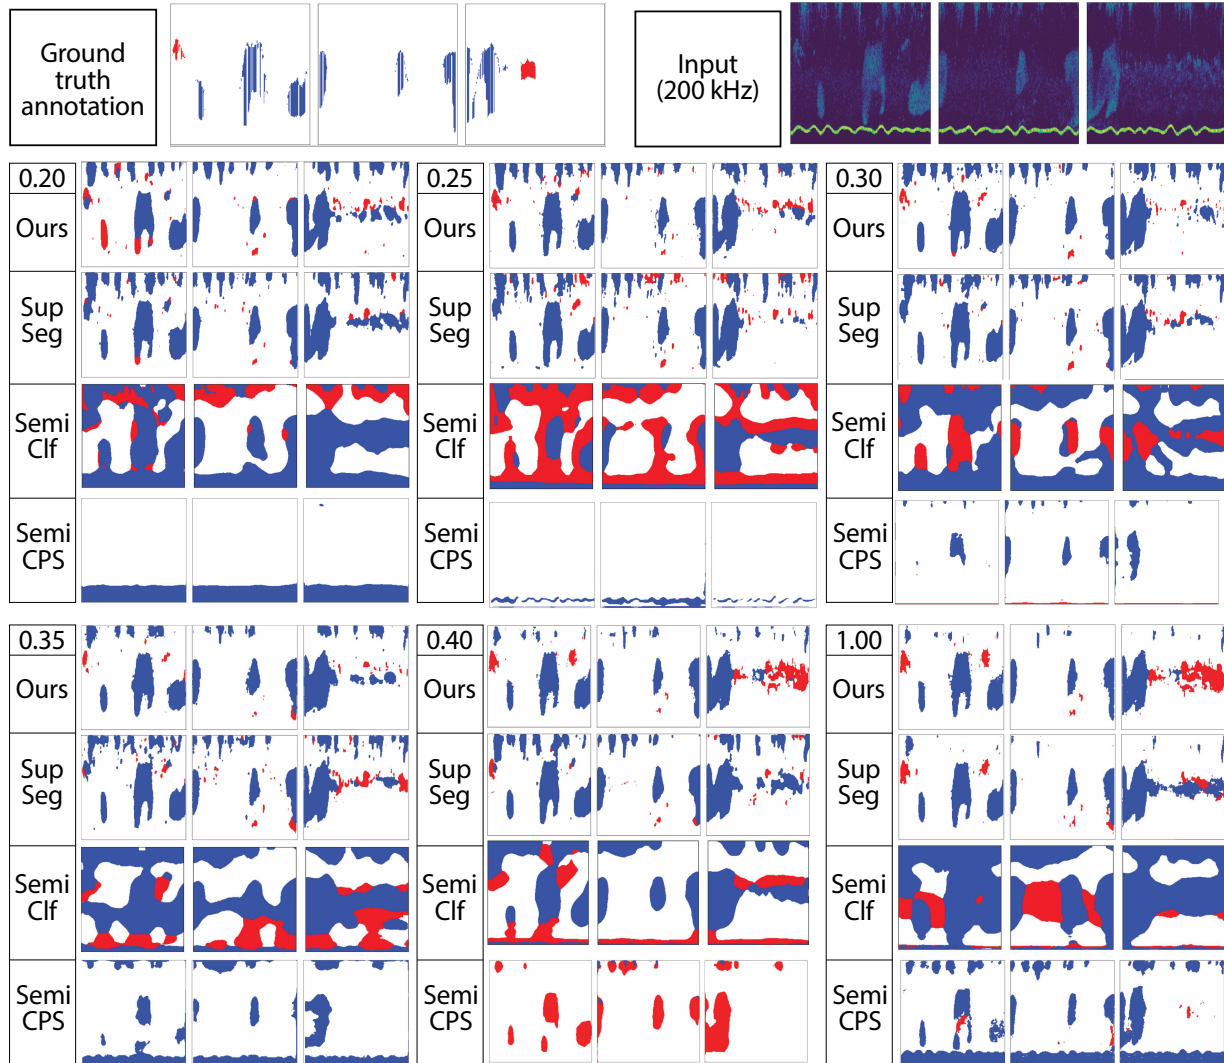 Ground
truth
annotation
Input
(200 kHz)
0.20
Ours
Sup
Seg
Semi
Clf
Semi
CPS
0.25
Ours
Sup
Seg
Semi
Clf
Semi
CPS
0.30
Ours
Sup
Seg
Semi
Clf
Semi
CPS
0.35
Ours
Sup
Seg
Semi
Clf
Semi
CPS
0.40
Ours
Sup
Seg
Semi
Clf
Semi
CPS
1.00
Ours
Sup
Seg
Semi
Clf
Semi
CPS